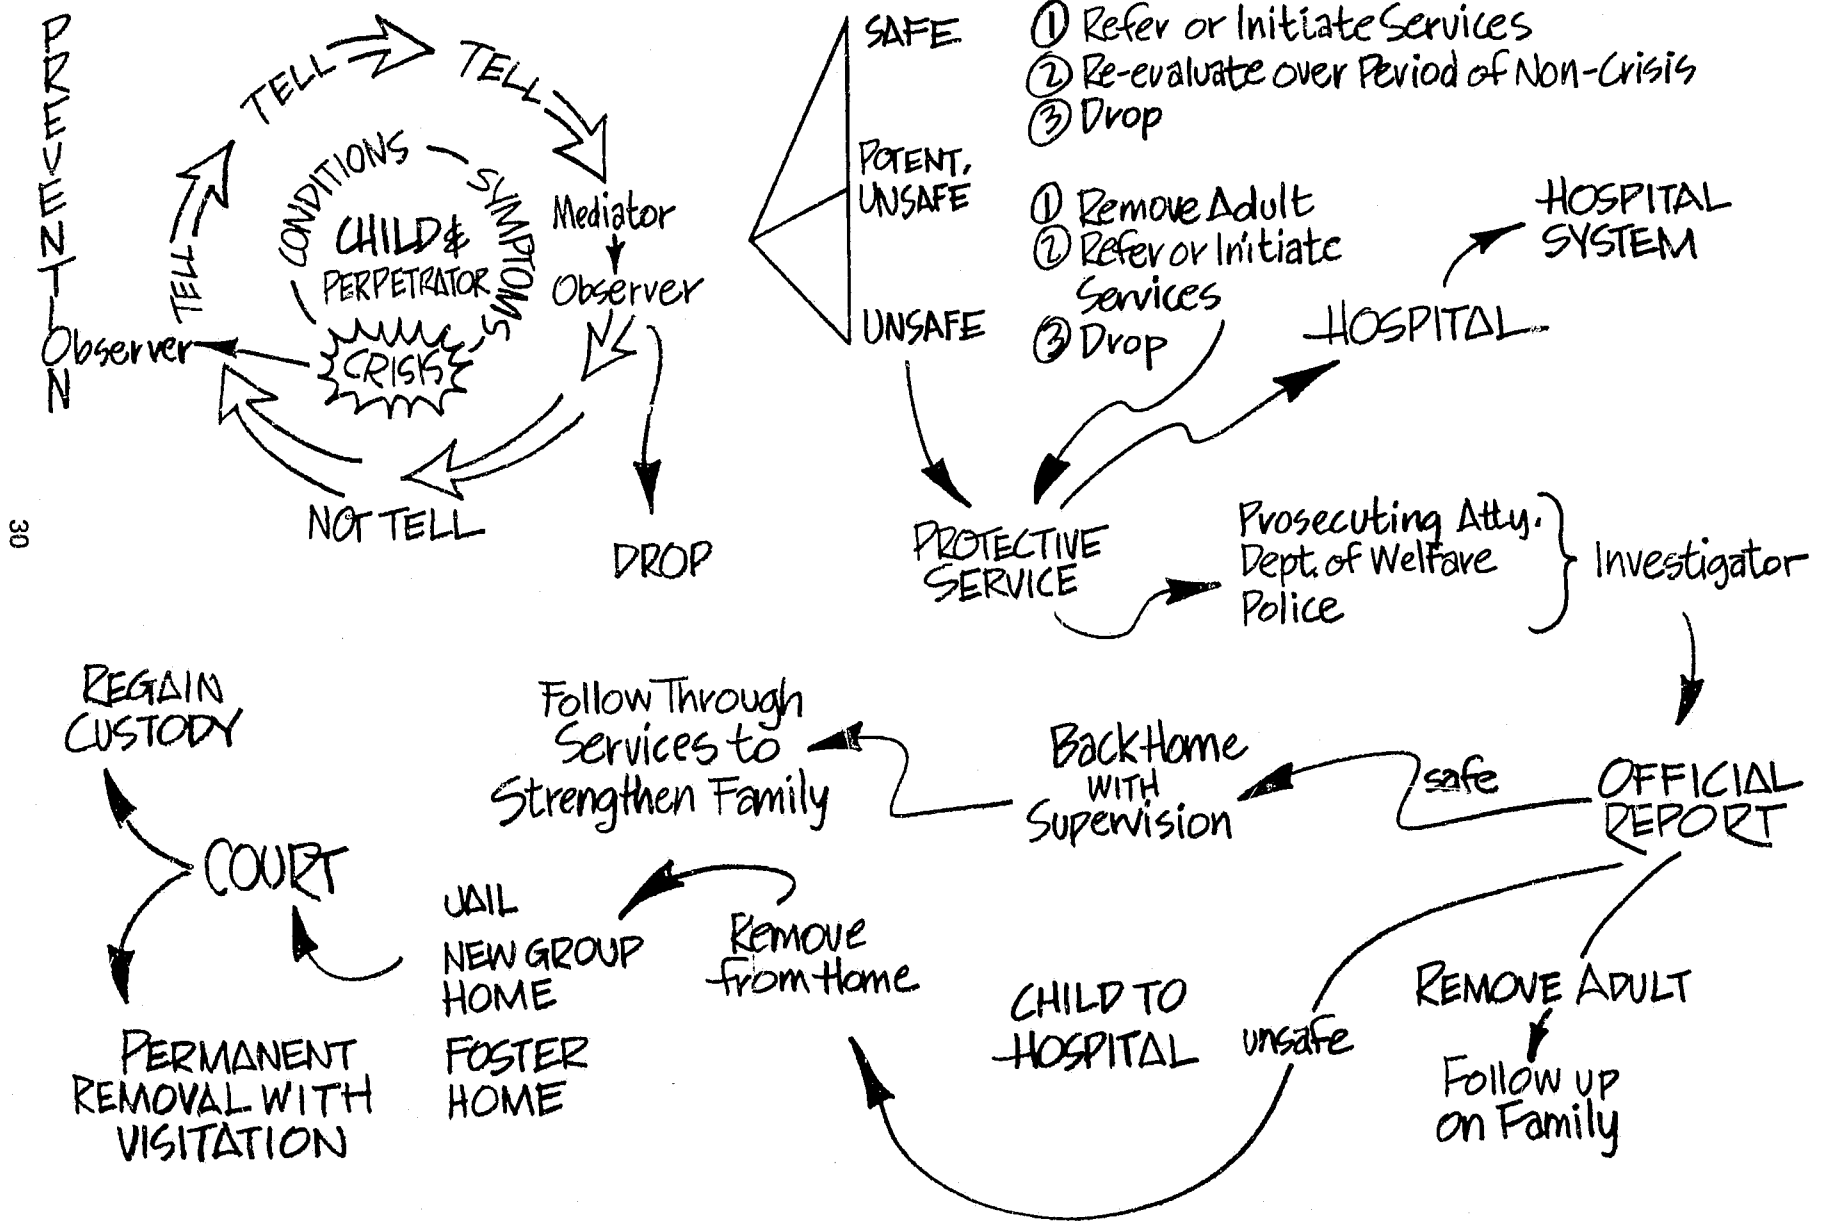 PREVENTION
TELL
TELL
TELL
CONDITIONS
SYMPTOMS
CHILD &
PERPETRATOR
CRISIS
Observer
Mediator
Observer
NOT TELL
DROP
SAFE
POTENT.
UNSAFE
UNSAFE
① Refer or Initiate Services
② Re-evaluate over Period of Non-Crisis
③ Drop
① Remove Adult
② Refer or Initiate
Services
③ Drop
HOSPITAL
SYSTEM
HOSPITAL
30
PROTECTIVE
SERVICE
Prosecuting Atty.
Dept. of Welfare
Police
Investigator
OFFICIAL
REPORT
safe
Back Home
WITH
Supervision
Follow Through
Services to
Strengthen Family
REMOVE ADULT
Follow up
on Family
unsafe
CHILD TO
HOSPITAL
Remove
from Home
JAIL
NEW GROUP
HOME
FOSTER
HOME
COURT
REGAIN
CUSTODY
PERMANENT
REMOVAL WITH
VISITATION